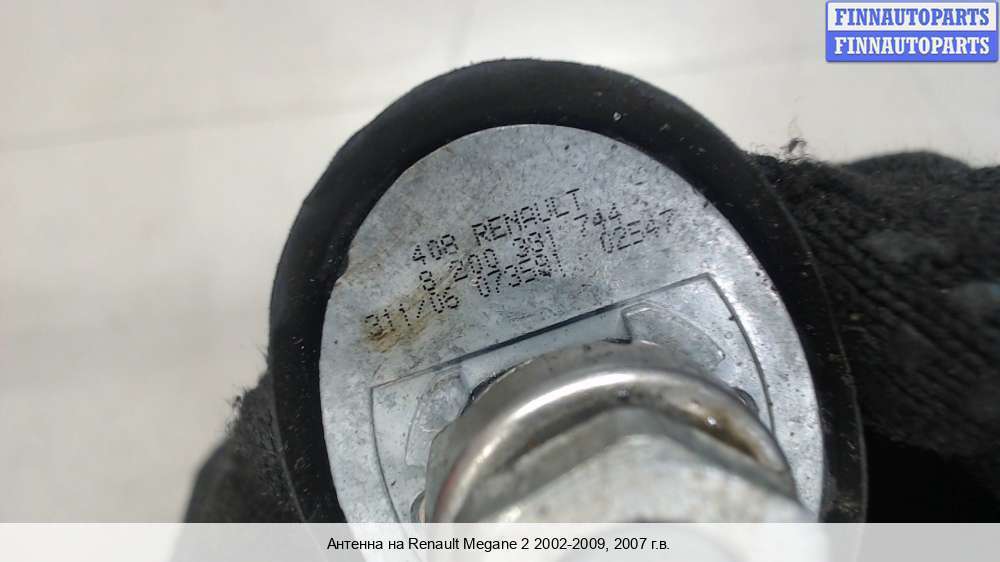 FINNAUTOPARTS
FINNAUTOPARTS
408 RENAULT
8 200 381 744
311/06 02547
Антенна на Renault Megane 2 2002-2009, 2007 г.в.